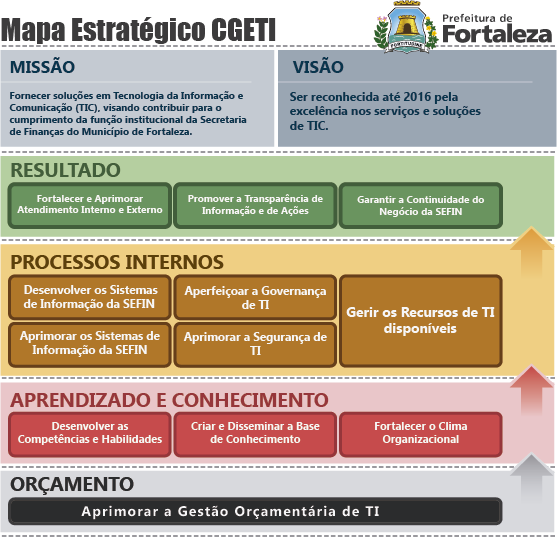 Mapa Estratégico CGETI
Prefeitura de
Fortaleza
MISSÃO
Fornecer soluções em Tecnologia da Informação e
Comunicação (TIC), visando contribuir para o
cumprimento da função institucional da Secretaria
de Finanças do Município de Fortaleza.
VISÃO
Ser reconhecida até 2016 pela
excelência nos serviços e soluções
de TIC.
RESULTADO
Fortalecer e Aprimorar
Atendimento Interno e Externo
Promover a Transparência de
Informação e de Ações
Garantir a Continuidade do
Negócio da SEFIN
PROCESSOS INTERNOS
Desenvolver os Sistemas
de Informação da SEFIN
Aperfeiçoar a Governança
de TI
Gerir os Recursos de TI
disponíveis
Aprimorar os Sistemas de
Informação da SEFIN
Aprimorar a Segurança de
TI
APRENDIZADO E CONHECIMENTO
Desenvolver as
Competências e Habilidades
Criar e Disseminar a Base
de Conhecimento
Fortalecer o Clima
Organizacional
ORÇAMENTO
Aprimorar a Gestão Orçamentária de TI